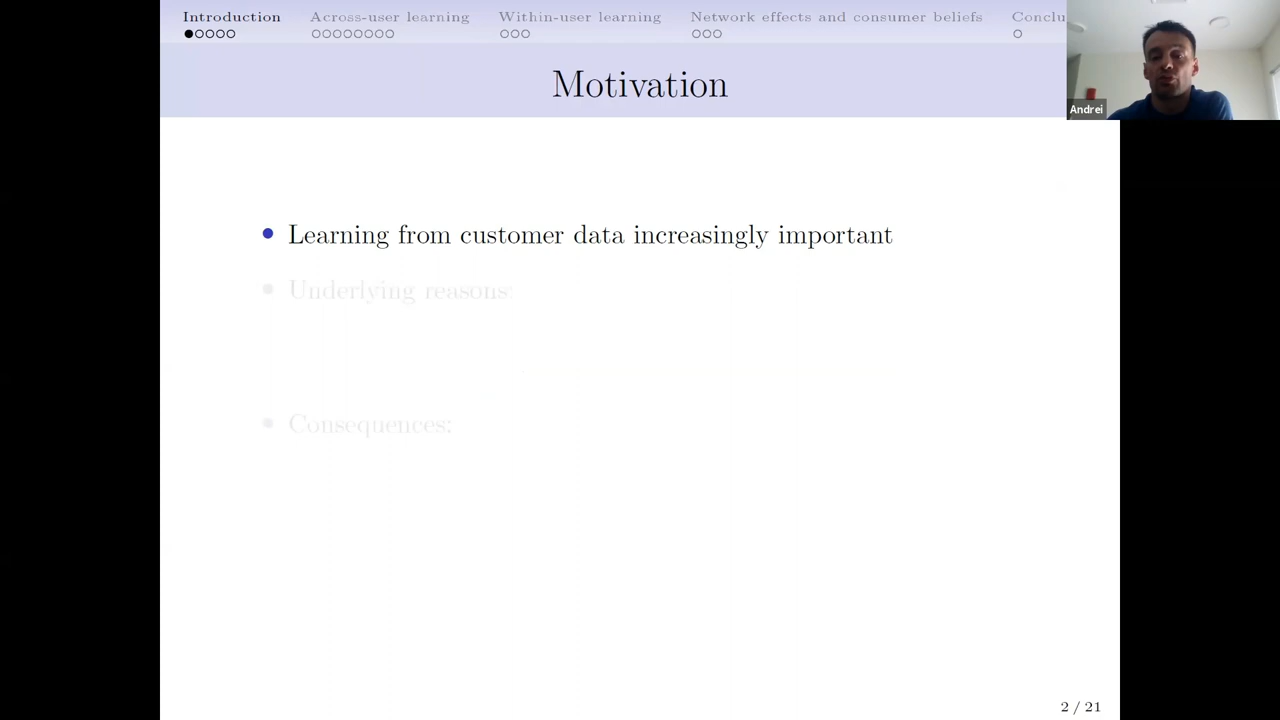 Introduction Across-user learning Within-user learning Network effects and consumer beliefs Conclu
Andrei
Motivation
Learning from customer data increasingly important
Underlying reasons:
Consequences:
2 / 21